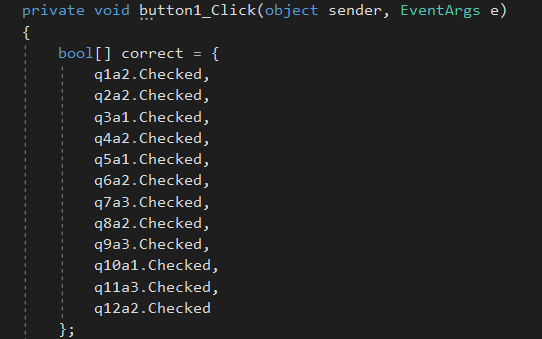 private void button1_Click(object sender, EventArgs e)
{
bool[] correct = {
q1a2.Checked,
q2a2.Checked,
q3a1.Checked,
q4a2.Checked,
q5a1.Checked,
q6a2.Checked,
q7a3.Checked,
q8a2.Checked,
q9a3.Checked,
q10a1.Checked,
q11a3.Checked,
q12a2.Checked
};